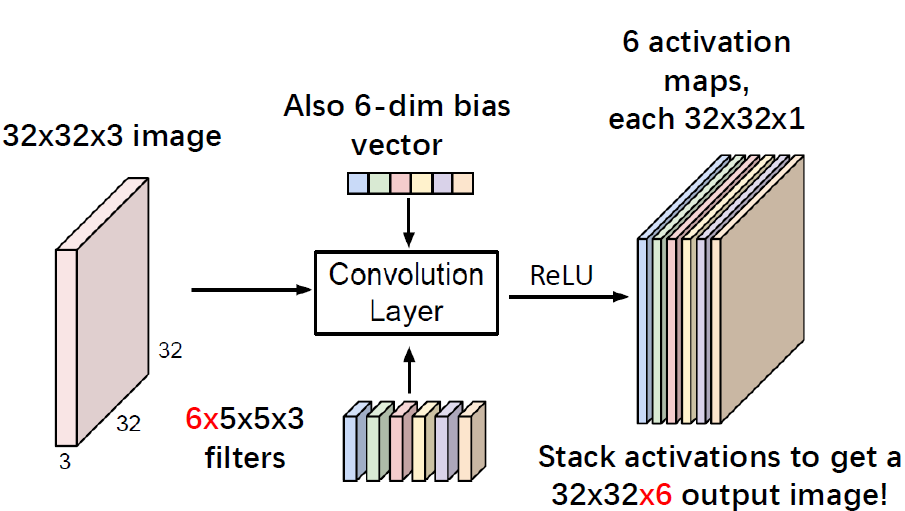 32x32x3 image
32
32
3
Also 6-dim bias
vector
Convolution
Layer
6x5x5x3
filters
ReLU
6 activation
maps,
each 32x32x1
Stack activations to get a
32x32x6 output image!